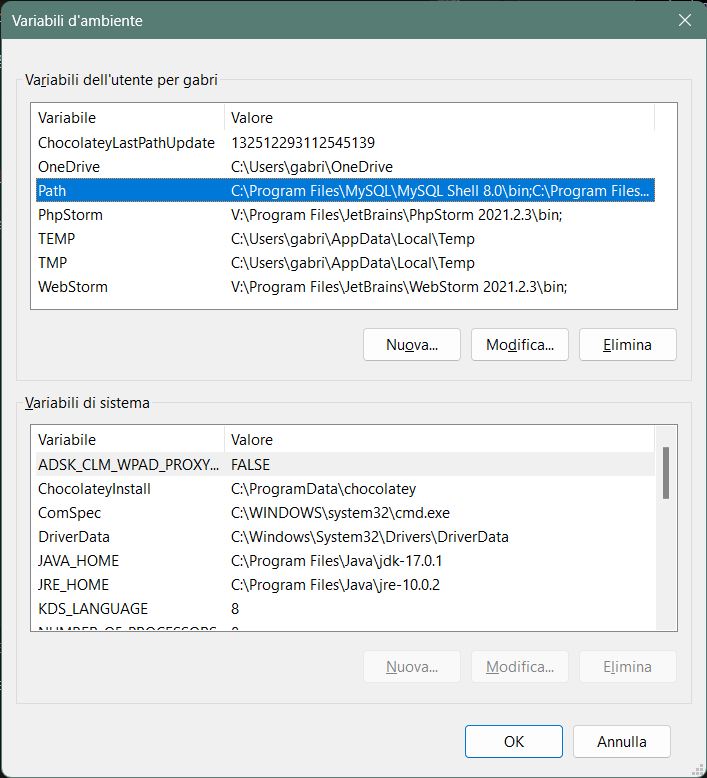 Variabili d'ambiente
Variabili dell'utente per gabri
Variabile Valore
ChocolateyLastPathUpdate 132512293112545139
OneDrive C:\Users\gabri\OneDrive
Path C:\Program Files\MySQL\MySQL Shell 8.0\bin;C:\Program Files...
PhpStorm V:\Program Files\JetBrains\PhpStorm 2021.2.3\bin;
TEMP C:\Users\gabri\AppData\Local\Temp
TMP C:\Users\gabri\AppData\Local\Temp
WebStorm V:\Program Files\JetBrains\WebStorm 2021.2.3\bin;
Nuova... Modifica... Elimina
Variabili di sistema
Variabile Valore
ADSK_CLM_WPAD_PROXY... FALSE
ChocolateyInstall C:\ProgramData\chocolatey
ComSpec C:\WINDOWS\system32\cmd.exe
DriverData C:\Windows\System32\Drivers\DriverData
JAVA_HOME C:\Program Files\Java\jdk-17.0.1
JRE_HOME C:\Program Files\Java\jre-10.0.2
KDS_LANGUAGE 8
NUMBER_OF_PROCESSORS
Nuova... Modifica... Elimina
OK Annulla